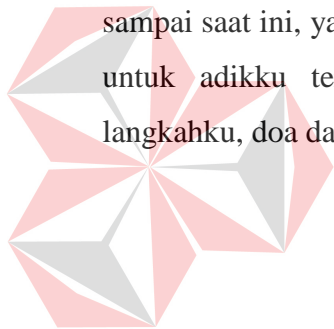 sampai saat ini, ya
untuk adikku te
langkahku, doa da